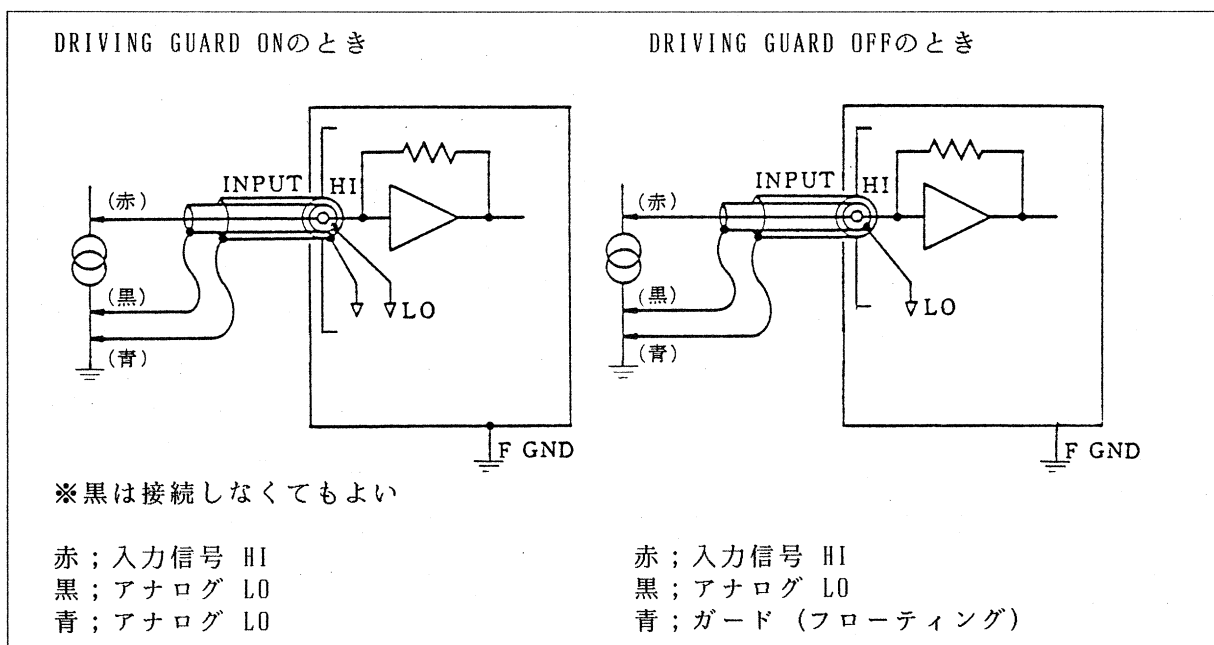 DRIVING GUARD ONのとき
INPUT
HI
(赤)
(黒)
(青)
LO
F GND
※黒は接続しなくてもよい
赤；入力信号 HI
黒；アナログ LO
青；アナログ LO
DRIVING GUARD OFFのとき
INPUT
HI
(赤)
(黒)
(青)
LO
F GND
赤；入力信号 HI
黒；アナログ LO
青；ガード (フローティング)